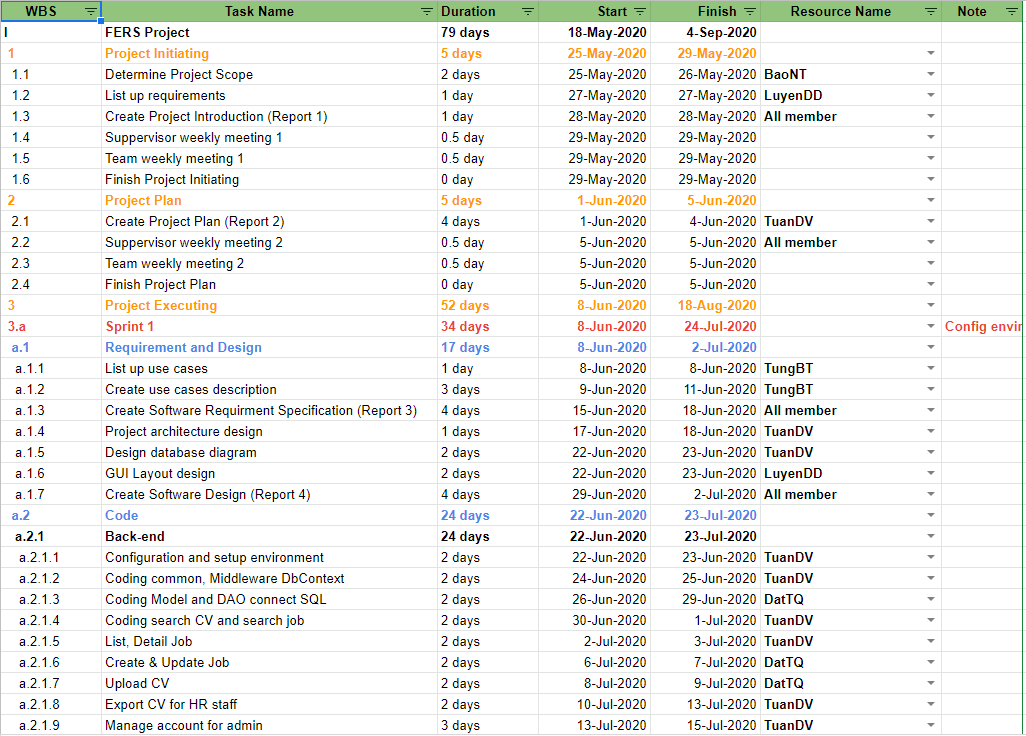 WBS Task Name Duration Start Finish Resource Name Note
I FERS Project 79 days 18-May-2020 4-Sep-2020
1 Project Initiating 5 days 25-May-2020 29-May-2020
1.1 Determine Project Scope 2 days 25-May-2020 26-May-2020 BaoNT
1.2 List up requirements 1 day 27-May-2020 27-May-2020 LuyenDD
1.3 Create Project Introduction (Report 1) 1 day 28-May-2020 28-May-2020 All member
1.4 Suppervisor weekly meeting 1 0.5 day 29-May-2020 29-May-2020
1.5 Team weekly meeting 1 0.5 day 29-May-2020 29-May-2020
1.6 Finish Project Initiating 0 day 29-May-2020 29-May-2020
2 Project Plan 5 days 1-Jun-2020 5-Jun-2020
2.1 Create Project Plan (Report 2) 4 days 1-Jun-2020 4-Jun-2020 TuanDV
2.2 Suppervisor weekly meeting 2 0.5 day 5-Jun-2020 5-Jun-2020 All member
2.3 Team weekly meeting 2 0.5 day 5-Jun-2020 5-Jun-2020
2.4 Finish Project Plan 0 day 5-Jun-2020 5-Jun-2020
3 Project Executing 52 days 8-Jun-2020 18-Aug-2020
3.a Sprint 1 34 days 8-Jun-2020 24-Jul-2020 Config envir
a.1 Requirement and Design 17 days 8-Jun-2020 2-Jul-2020
a.1.1 List up use cases 1 day 8-Jun-2020 8-Jun-2020 TungBT
a.1.2 Create use cases description 3 days 9-Jun-2020 11-Jun-2020 TungBT
a.1.3 Create Software Requirment Specification (Report 3) 4 days 15-Jun-2020 18-Jun-2020 All member
a.1.4 Project architecture design 1 days 17-Jun-2020 18-Jun-2020 TuanDV
a.1.5 Design database diagram 2 days 22-Jun-2020 23-Jun-2020 TuanDV
a.1.6 GUI Layout design 2 days 22-Jun-2020 23-Jun-2020 LuyenDD
a.1.7 Create Software Design (Report 4) 4 days 29-Jun-2020 2-Jul-2020 All member
a.2 Code 24 days 22-Jun-2020 23-Jul-2020
a.2.1 Back-end 24 days 22-Jun-2020 23-Jul-2020
a.2.1.1 Configuration and setup environment 2 days 22-Jun-2020 23-Jun-2020 TuanDV
a.2.1.2 Coding common, Middleware DbContext 2 days 24-Jun-2020 25-Jun-2020 TuanDV
a.2.1.3 Coding Model and DAO connect SQL 2 days 26-Jun-2020 29-Jun-2020 DatTQ
a.2.1.4 Coding search CV and search job 2 days 30-Jun-2020 1-Jul-2020 TuanDV
a.2.1.5 List, Detail Job 2 days 2-Jul-2020 3-Jul-2020 TuanDV
a.2.1.6 Create & Update Job 2 days 6-Jul-2020 7-Jul-2020 DatTQ
a.2.1.7 Upload CV 2 days 8-Jul-2020 9-Jul-2020 DatTQ
a.2.1.8 Export CV for HR staff 2 days 10-Jul-2020 13-Jul-2020 TuanDV
a.2.1.9 Manage account for admin 3 days 13-Jul-2020 15-Jul-2020 TuanDV